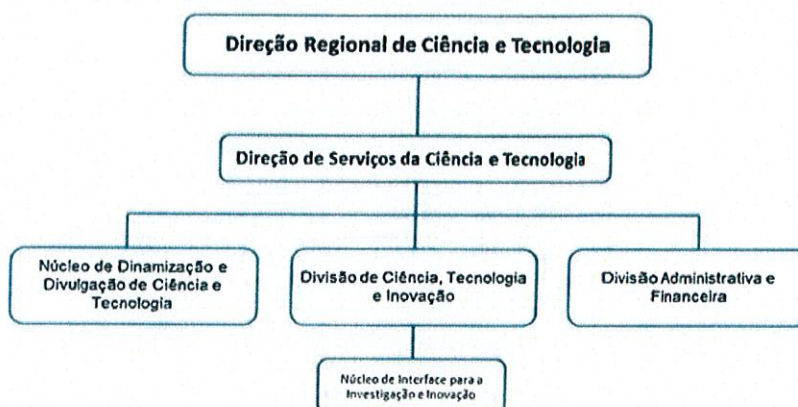 Direção Regional de Ciência e Tecnologia
Direção de Serviços da Ciência e Tecnologia
Núcleo de Dinamização e
Divulgação de Ciência e
Tecnologia
Divisão de Ciência, Tecnologia
e Inovação
Divisão Administrativa e
Financeira
Núcleo de Interface para a
Investigação e Inovação